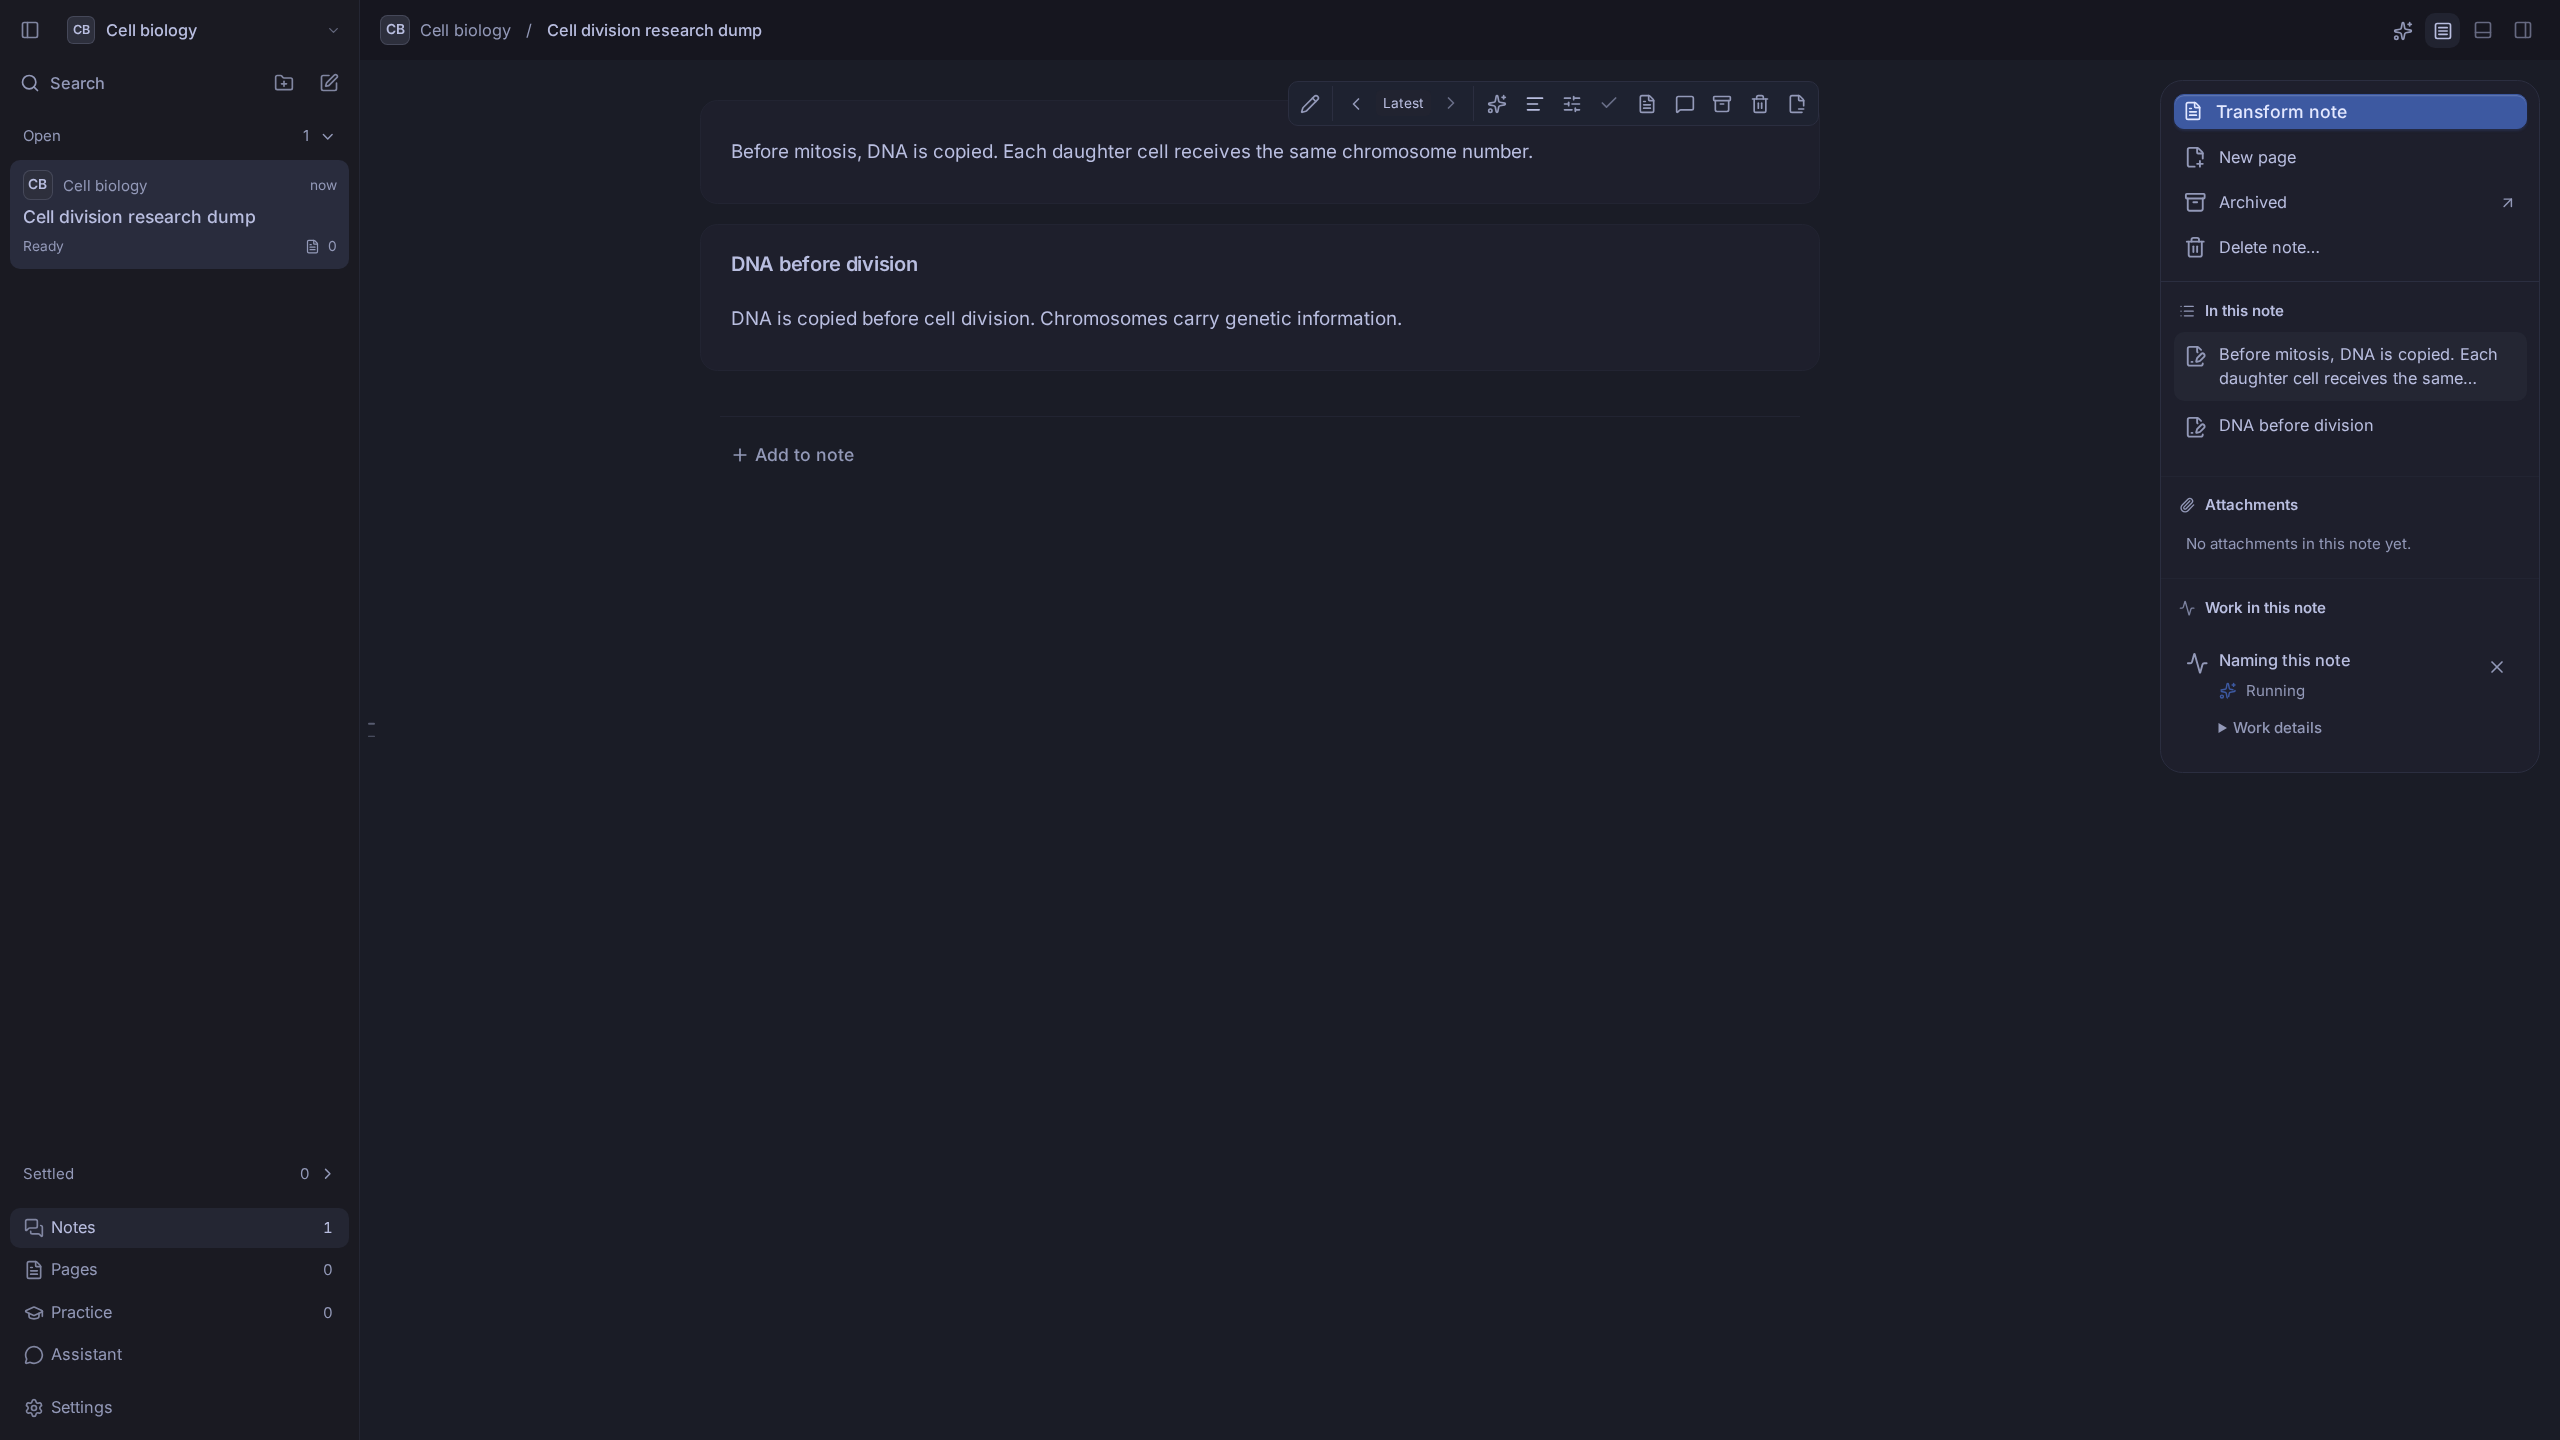 CB Cell biology
Search
Open 1
CB Cell biology now
Cell division research dump
Ready 0
Settled 0
Notes 1
Pages 0
Practice 0
Assistant
Settings
CB Cell biology / Cell division research dump
Latest
Before mitosis, DNA is copied. Each daughter cell receives the same chromosome number.
DNA before division
DNA is copied before cell division. Chromosomes carry genetic information.
Add to note
Transform note
New page
Archived
Delete note...
In this note
Before mitosis, DNA is copied. Each
daughter cell receives the same...
DNA before division
Attachments
No attachments in this note yet.
Work in this note
Naming this note
Running
Work details